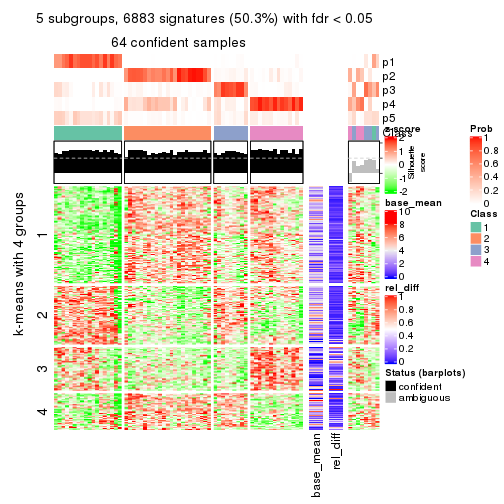 5 subgroups, 6883 signatures (50.3%) with fdr < 0.05
64 confident samples
p1
p2
p3
p4
p5
Class
z-score
2
1
0
-1
-2
Silhouette
score
Prob
1
0.8
0.6
0.4
0.2
0
base_mean
10
8
6
4
2
0
Class
1
2
3
4
rel_diff
1
0.8
0.6
0.4
0.2
0
Status (barplots)
confident
ambiguous
k-means with 4 groups
1
2
3
4
base_mean
rel_diff